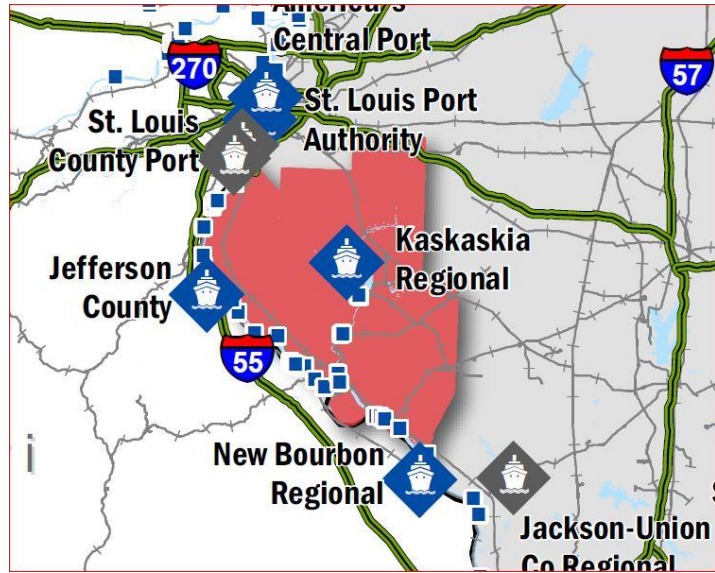 America's
Central Port
270
57
St. Louis Port
Authority
St. Louis
County Port
Kaskaskia
Regional
Jefferson
County
55
New Bourbon
Regional
i
Jackson-Union
Co Regional